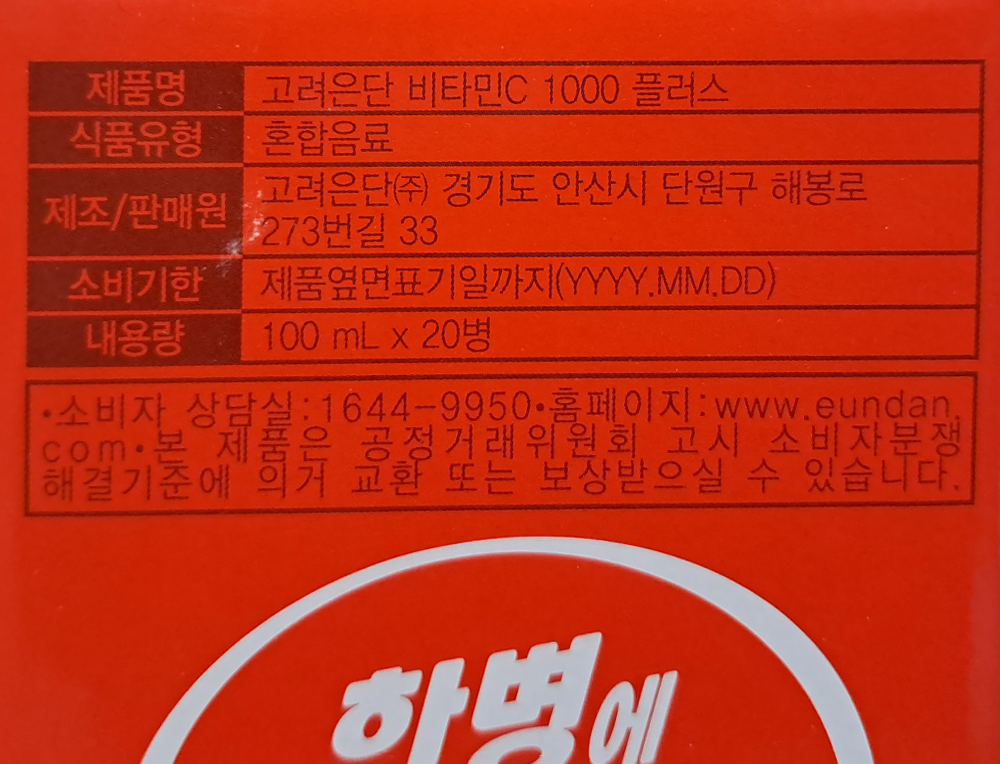 제품명 고려은단 비타민C 1000 플러스
식품유형 혼합음료
제조/판매원 고려은단㈜ 경기도 안산시 단원구 해봉로
273번길 33
소비기한 제품옆면표기일까지(YYYY.MM.DD)
내용량 100 mL x 20병
·소비자 상담실:1644-9950·홈페이지:www.eundan.
com·본 제품은 공정거래위원회 고시 소비자분쟁
해결기준에 의거 교환 또는 보상받으실 수 있습니다.
한병에